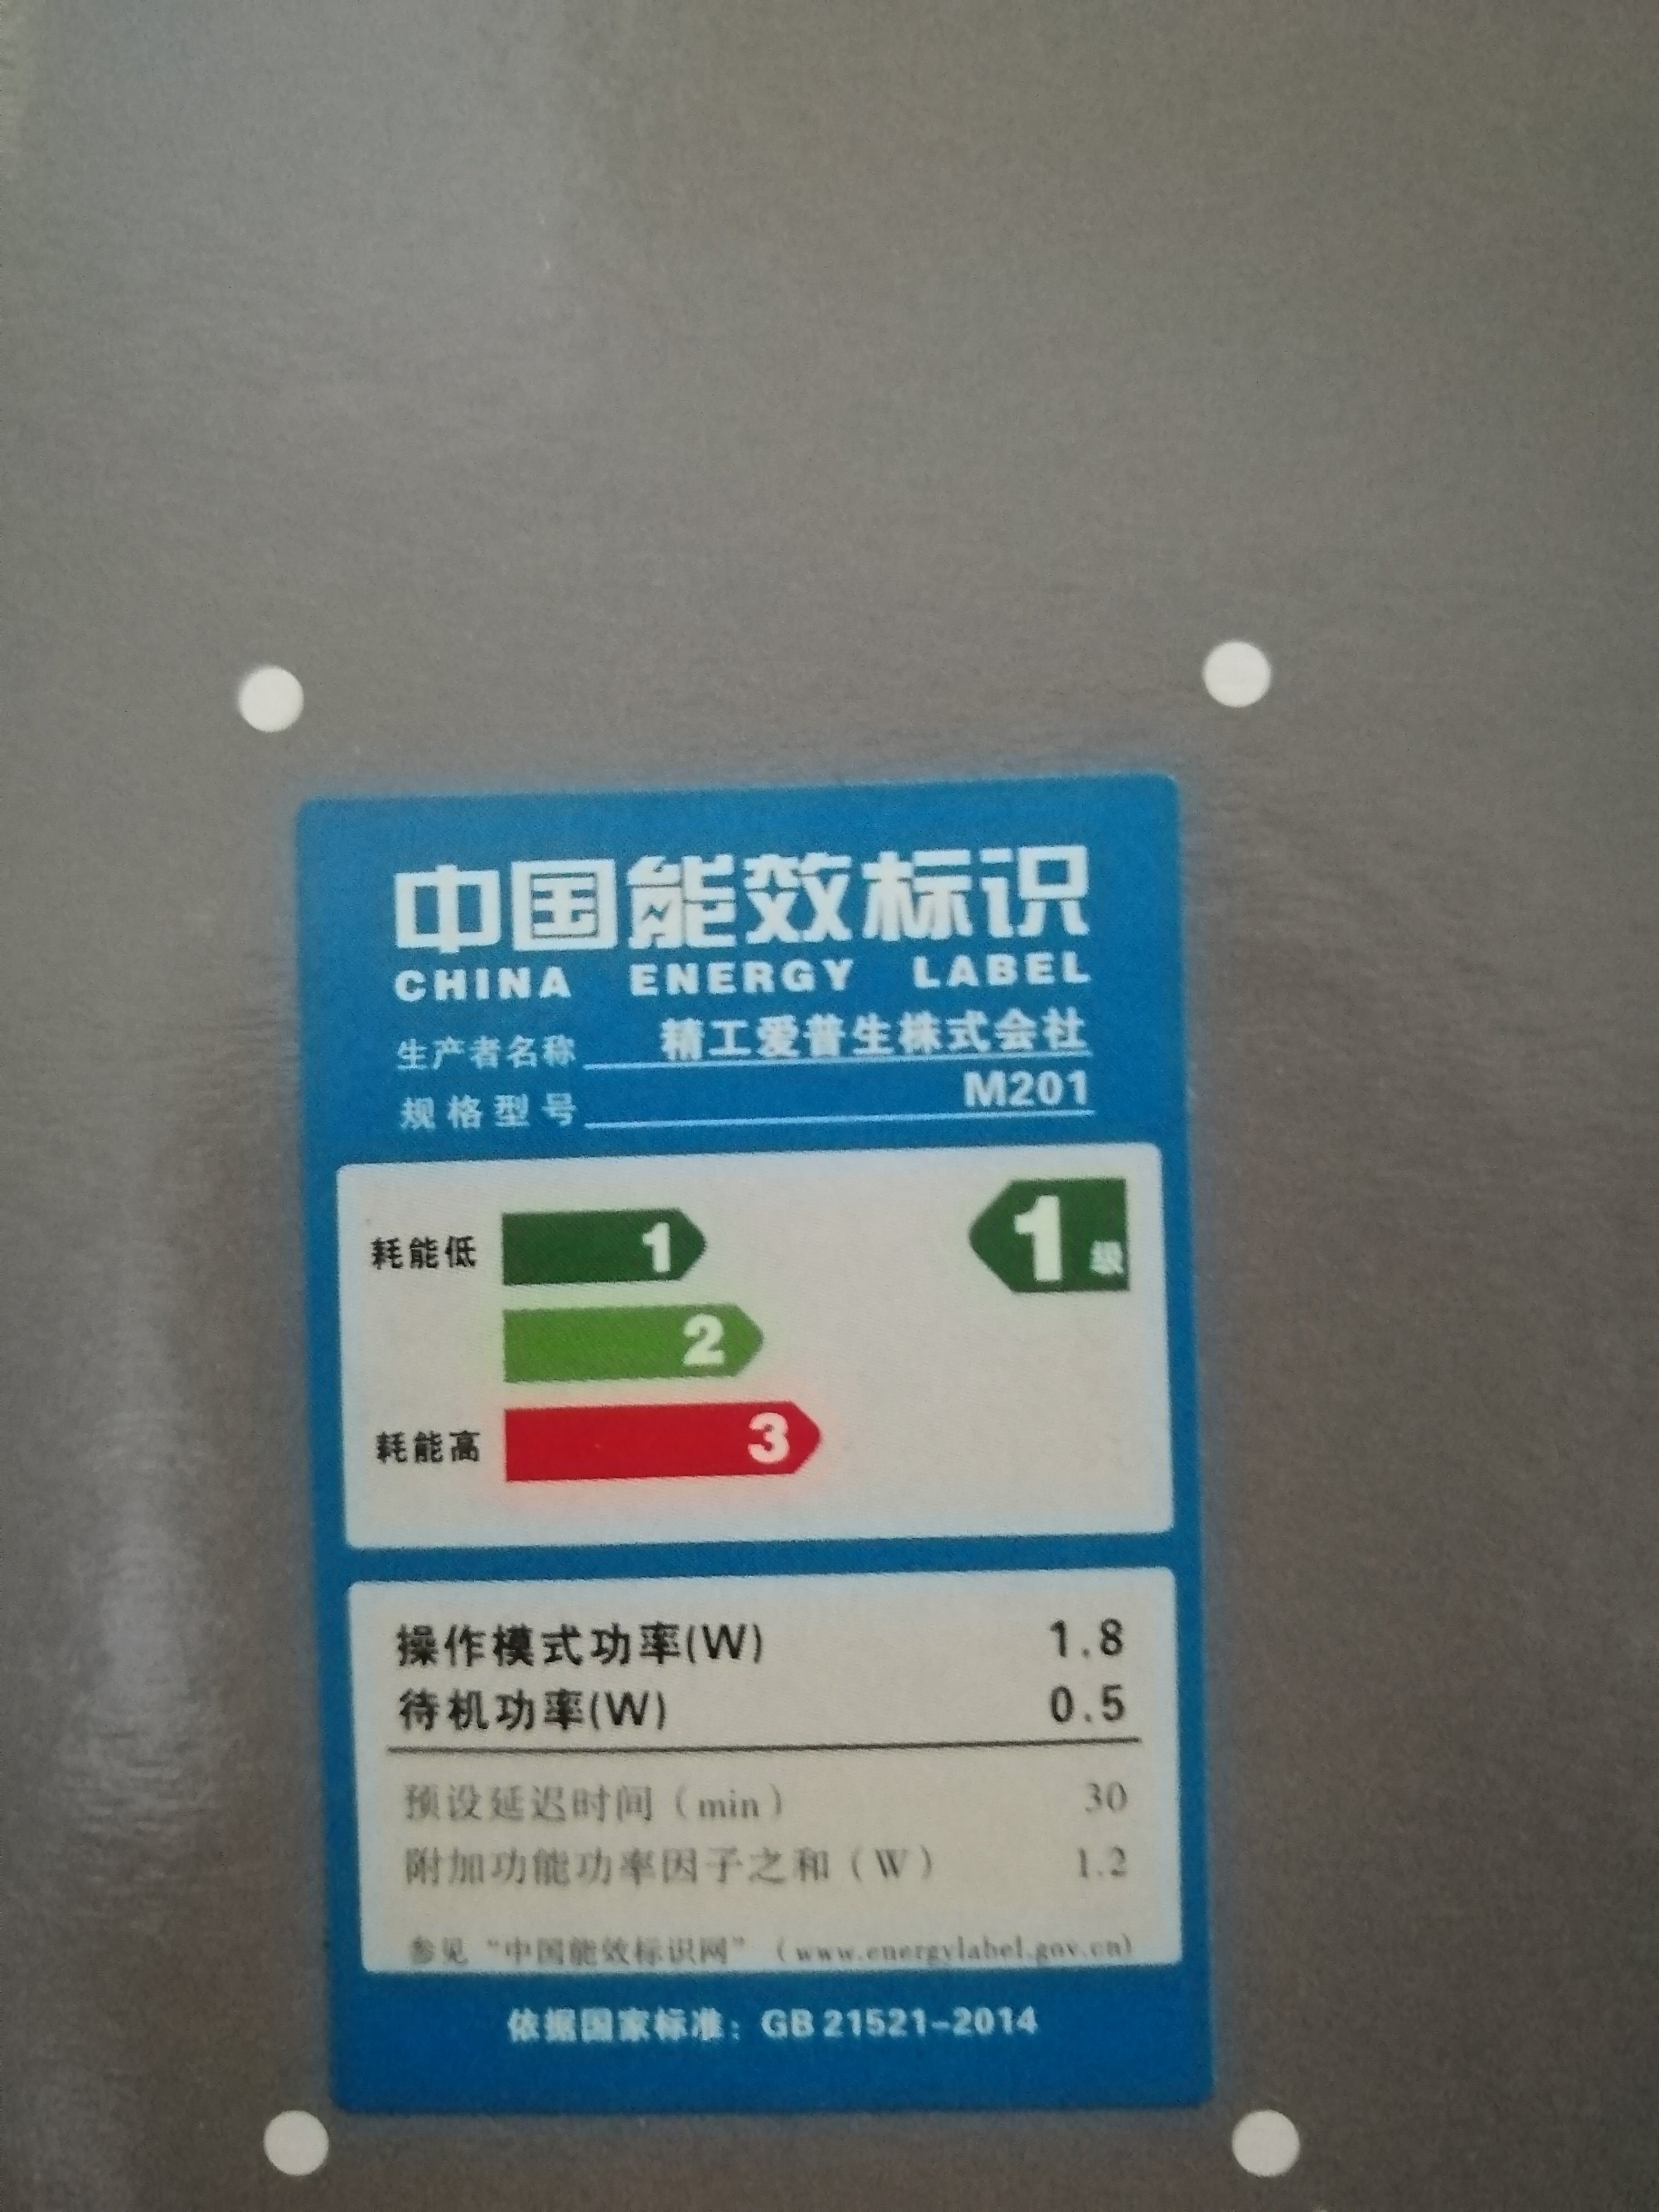 中国能效标识
CHINA ENERGY LABEL
生产者名称 精工爱普生株式会社
规格型号 M201
耗能低 1 1级
2
耗能高 3
操作模式功率(W) 1.8
待机功率(W) 0.5
预设延迟时间（min） 30
附加功能功率因子之和（W） 1.2
参见“中国能效标识网”（www.energylabel.gov.cn)
依据国家标准：GB 21521-2014